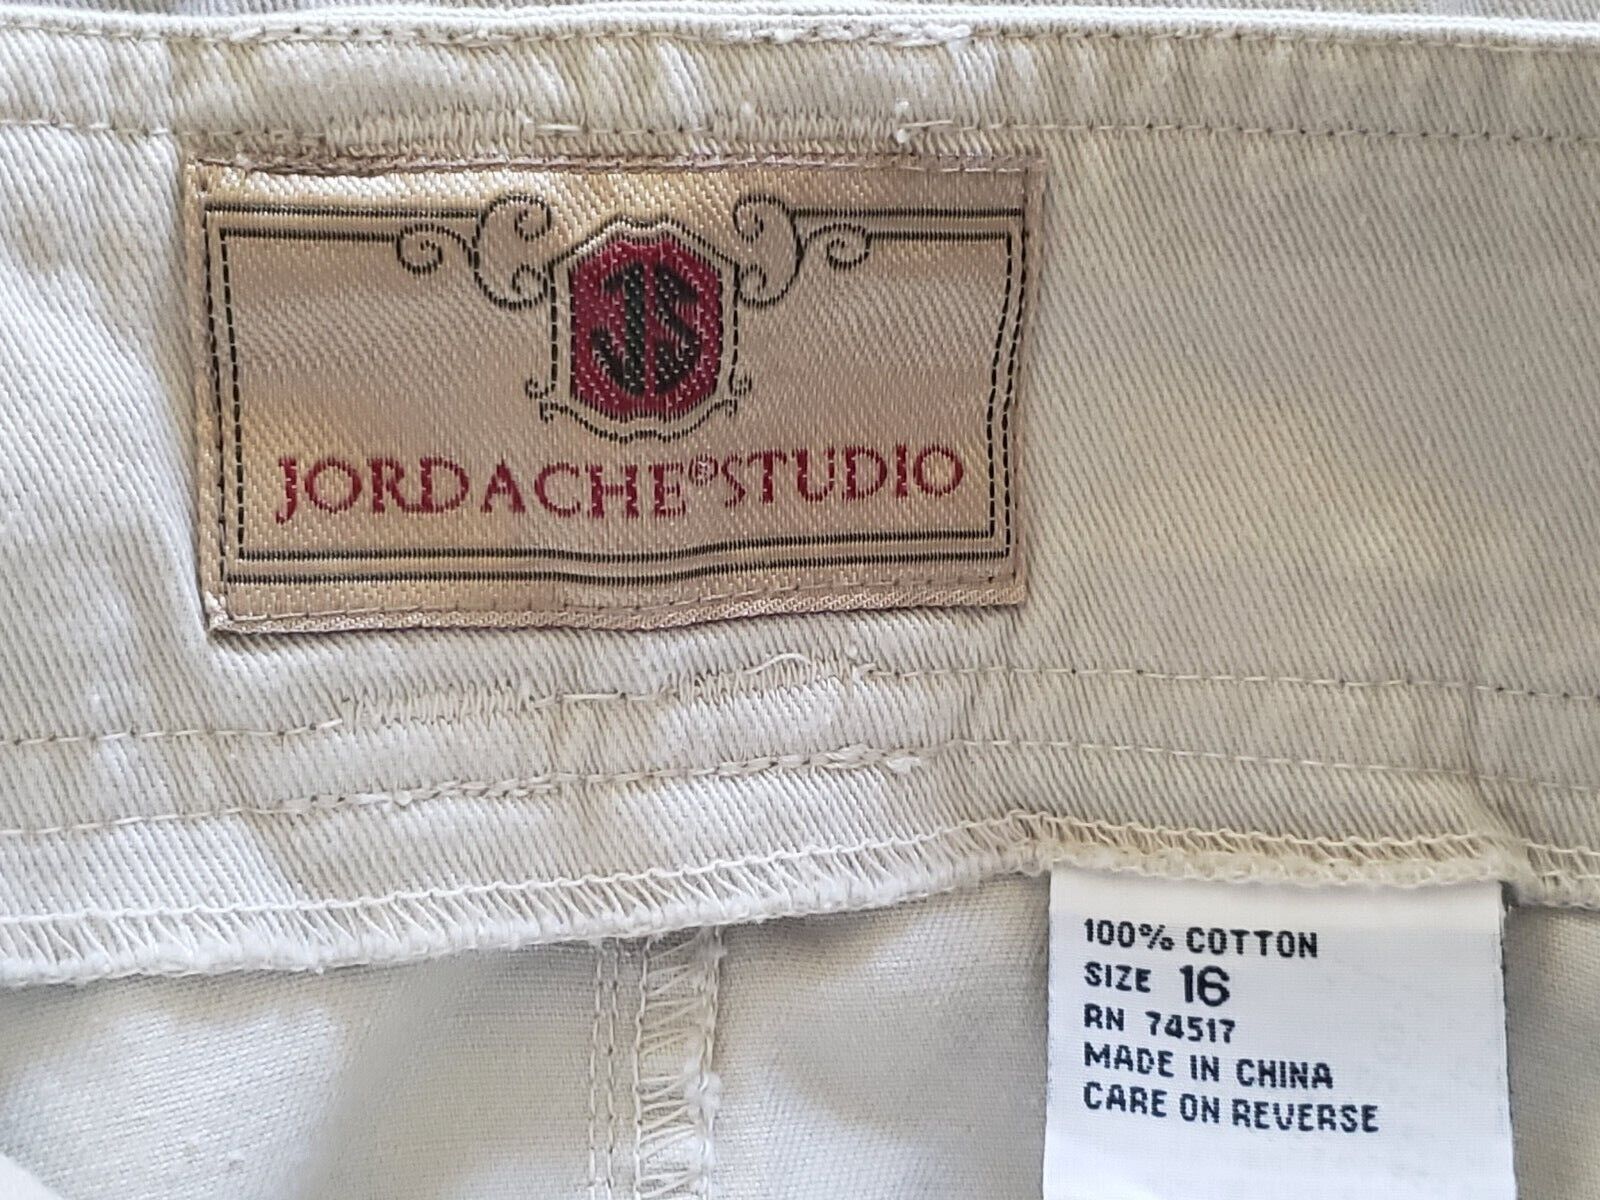 JS
JORDACHE® STUDIO
100% COTTON
SIZE 16
RN 74517
MADE IN CHINA
CARE ON REVERSE